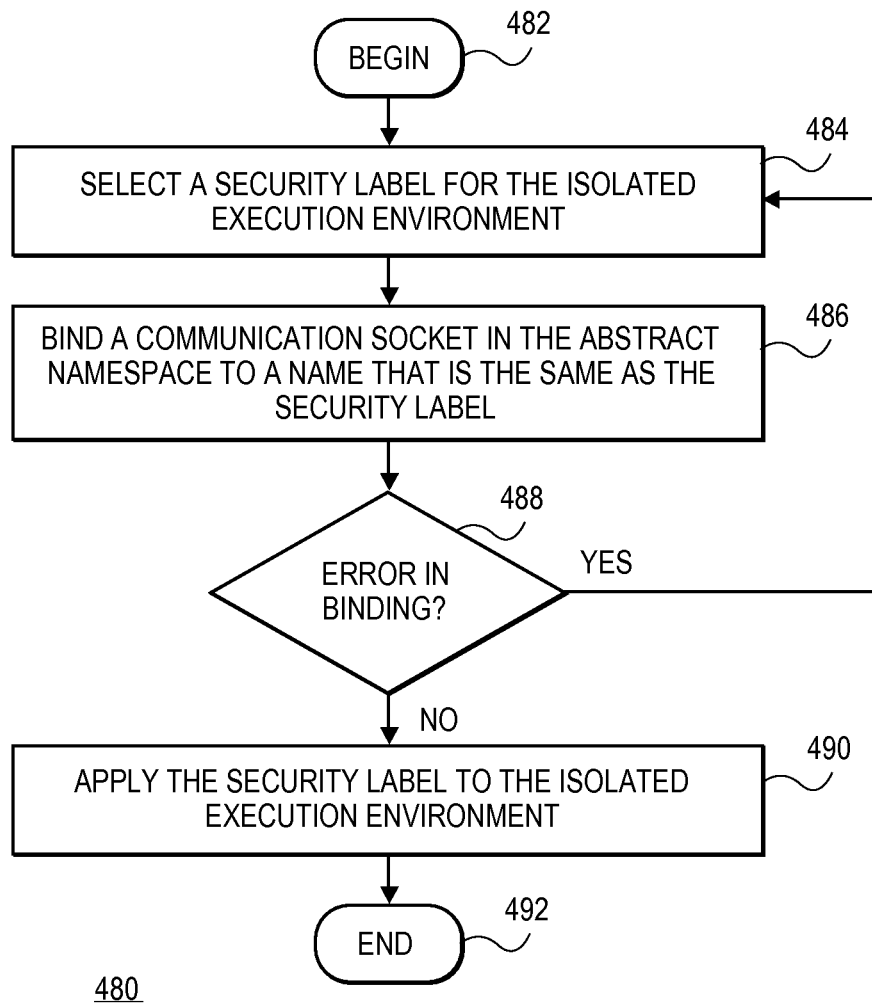 BEGIN
482
484
SELECT A SECURITY LABEL FOR THE ISOLATED
EXECUTION ENVIRONMENT
486
BIND A COMMUNICATION SOCKET IN THE ABSTRACT
NAMESPACE TO A NAME THAT IS THE SAME AS THE
SECURITY LABEL
488
ERROR IN
BINDING?
YES
NO
490
APPLY THE SECURITY LABEL TO THE ISOLATED
EXECUTION ENVIRONMENT
END
492
480